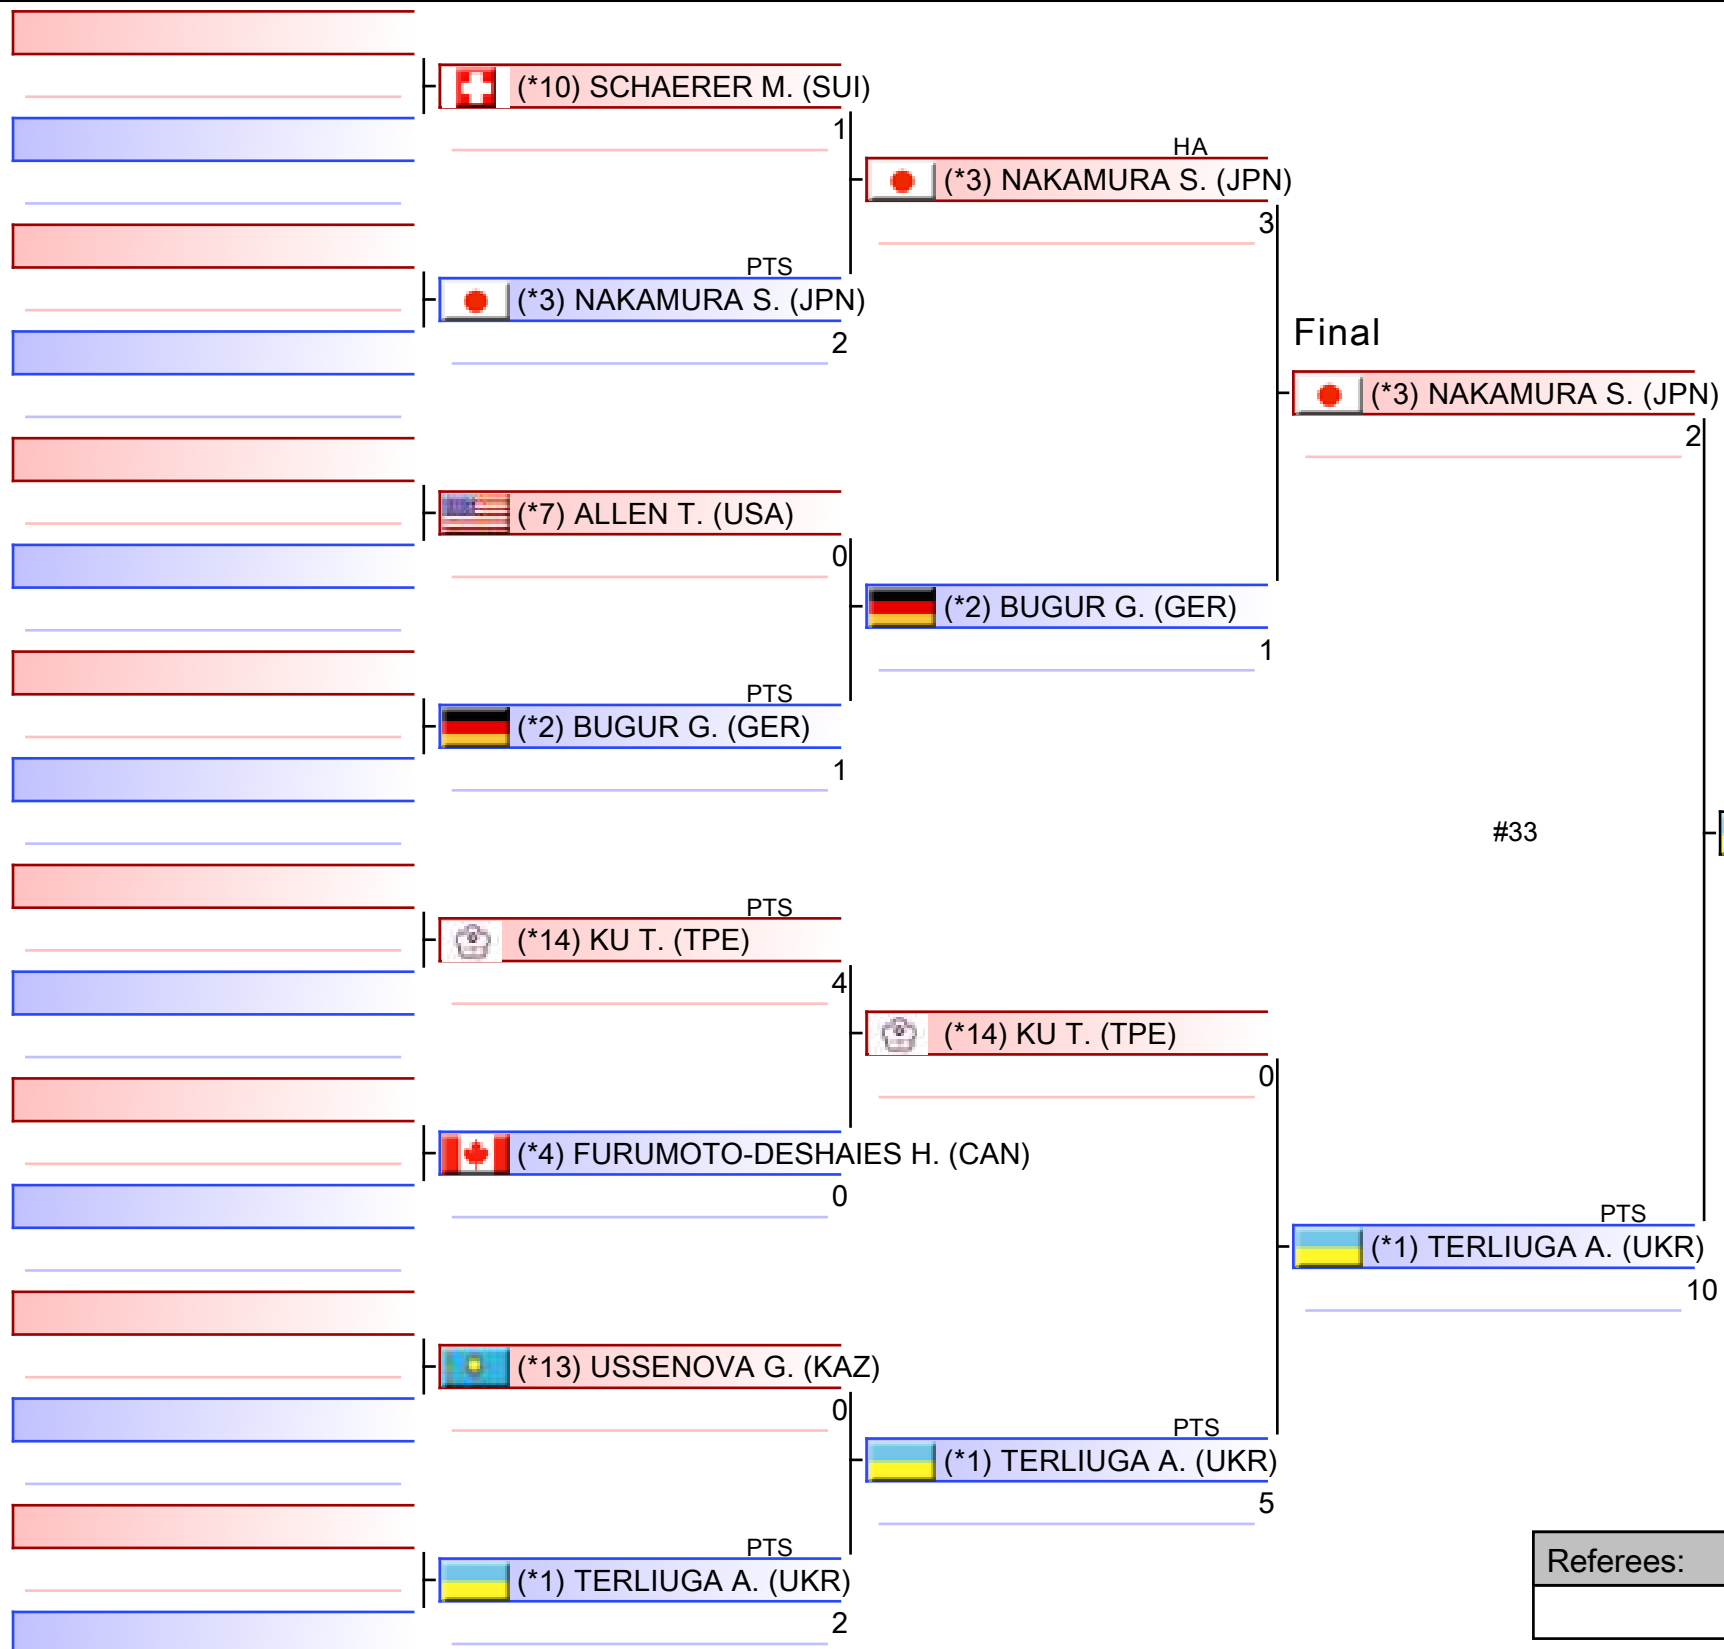 (*10) SCHAERER M. (SUI)
1
HA
(*3) NAKAMURA S. (JPN)
3
PTS
(*3) NAKAMURA S. (JPN)
2
Final
(*3) NAKAMURA S. (JPN)
2
(*7) ALLEN T. (USA)
0
(*2) BUGUR G. (GER)
1
PTS
(*2) BUGUR G. (GER)
1
#33
PTS
(*14) KU T. (TPE)
4
(*14) KU T. (TPE)
0
(*4) FURUMOTO-DESHAIES H. (CAN)
0
PTS
(*1) TERLIUGA A. (UKR)
10
(*13) USSENOVA G. (KAZ)
0
PTS
(*1) TERLIUGA A. (UKR)
5
PTS
(*1) TERLIUGA A. (UKR)
2
Referees: